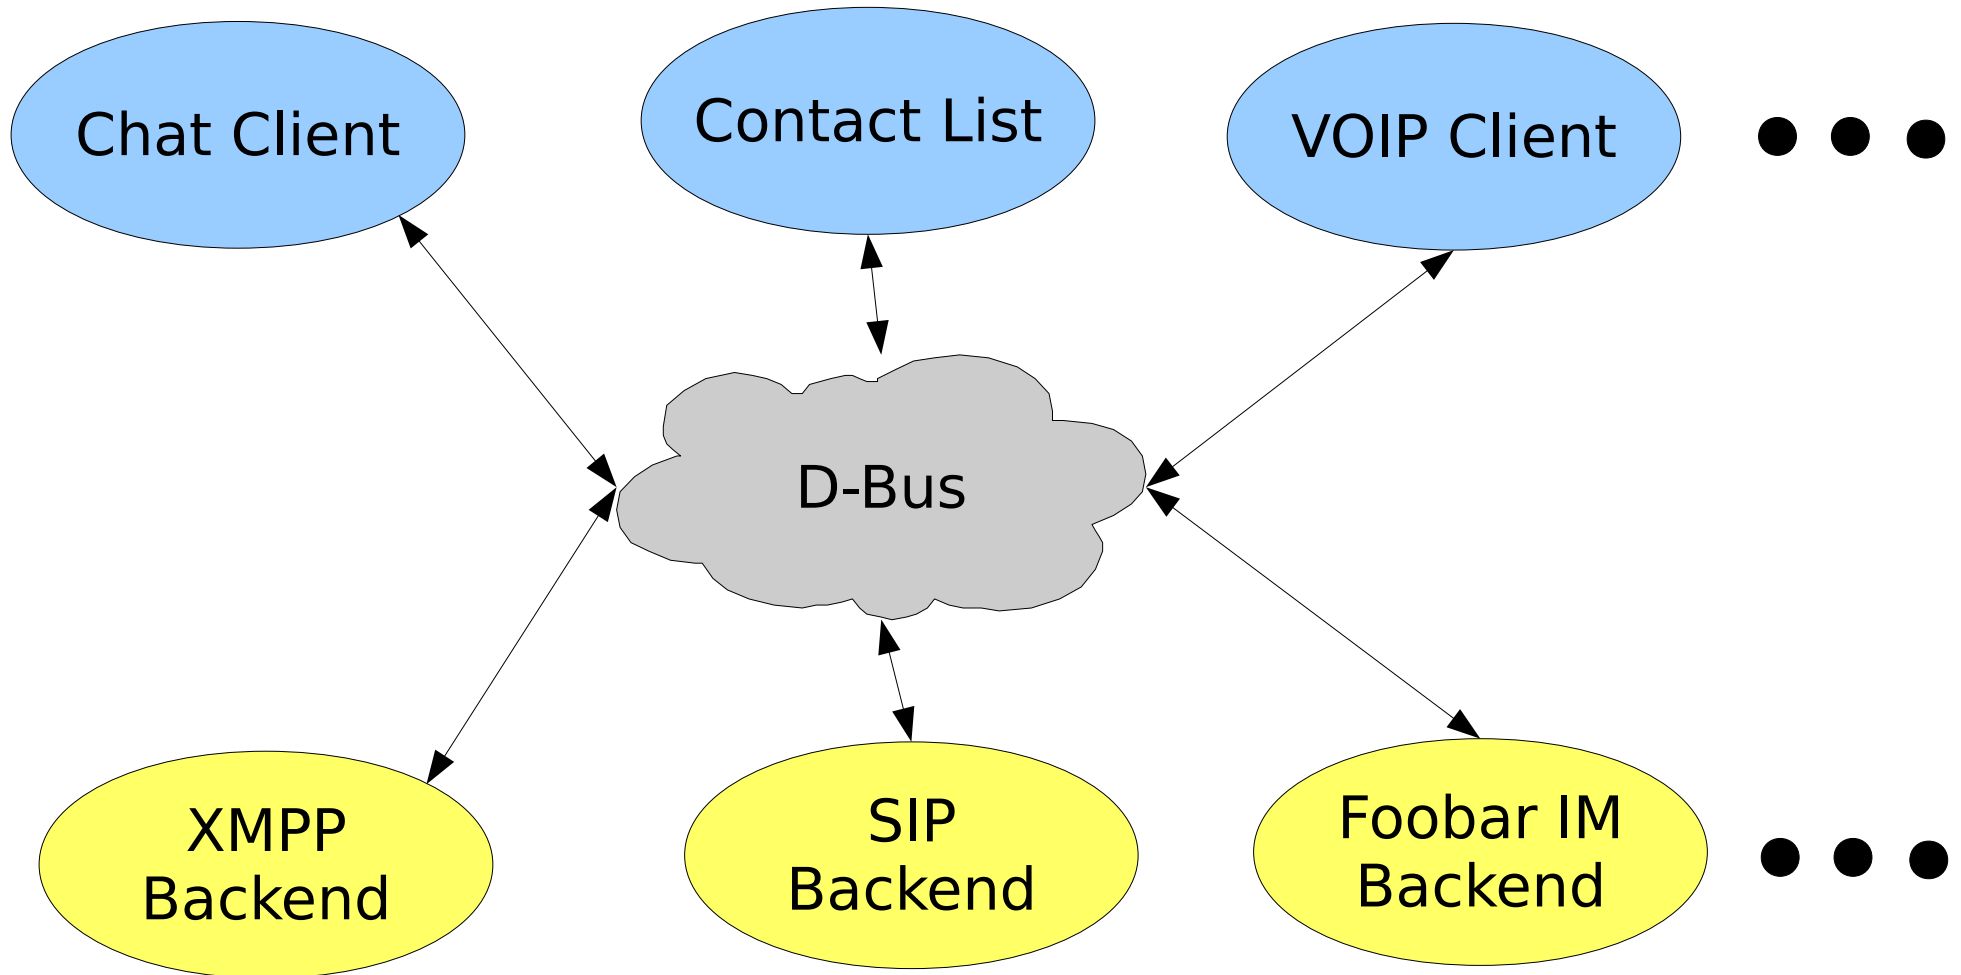 Chat Client
Contact List
VOIP Client
D-Bus
XMPP
Backend
SIP
Backend
Foobar IM
Backend